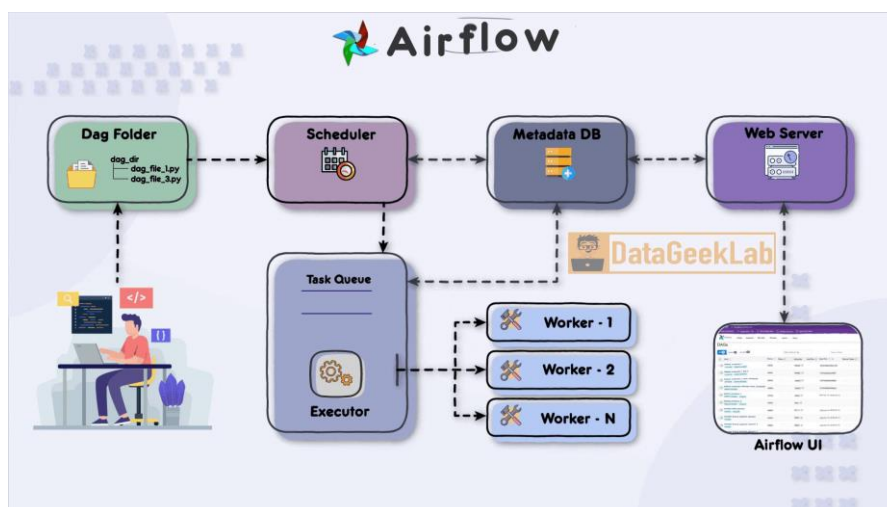 Airflow
Dag Folder
dag_dir
dag_file_1.py
dag_file_3.py
Scheduler
Metadata DB
Web Server
DataGeekLab
</>
{}
Task Queue
Executor
Worker - 1
Worker - 2
Worker - N
Airflow UI